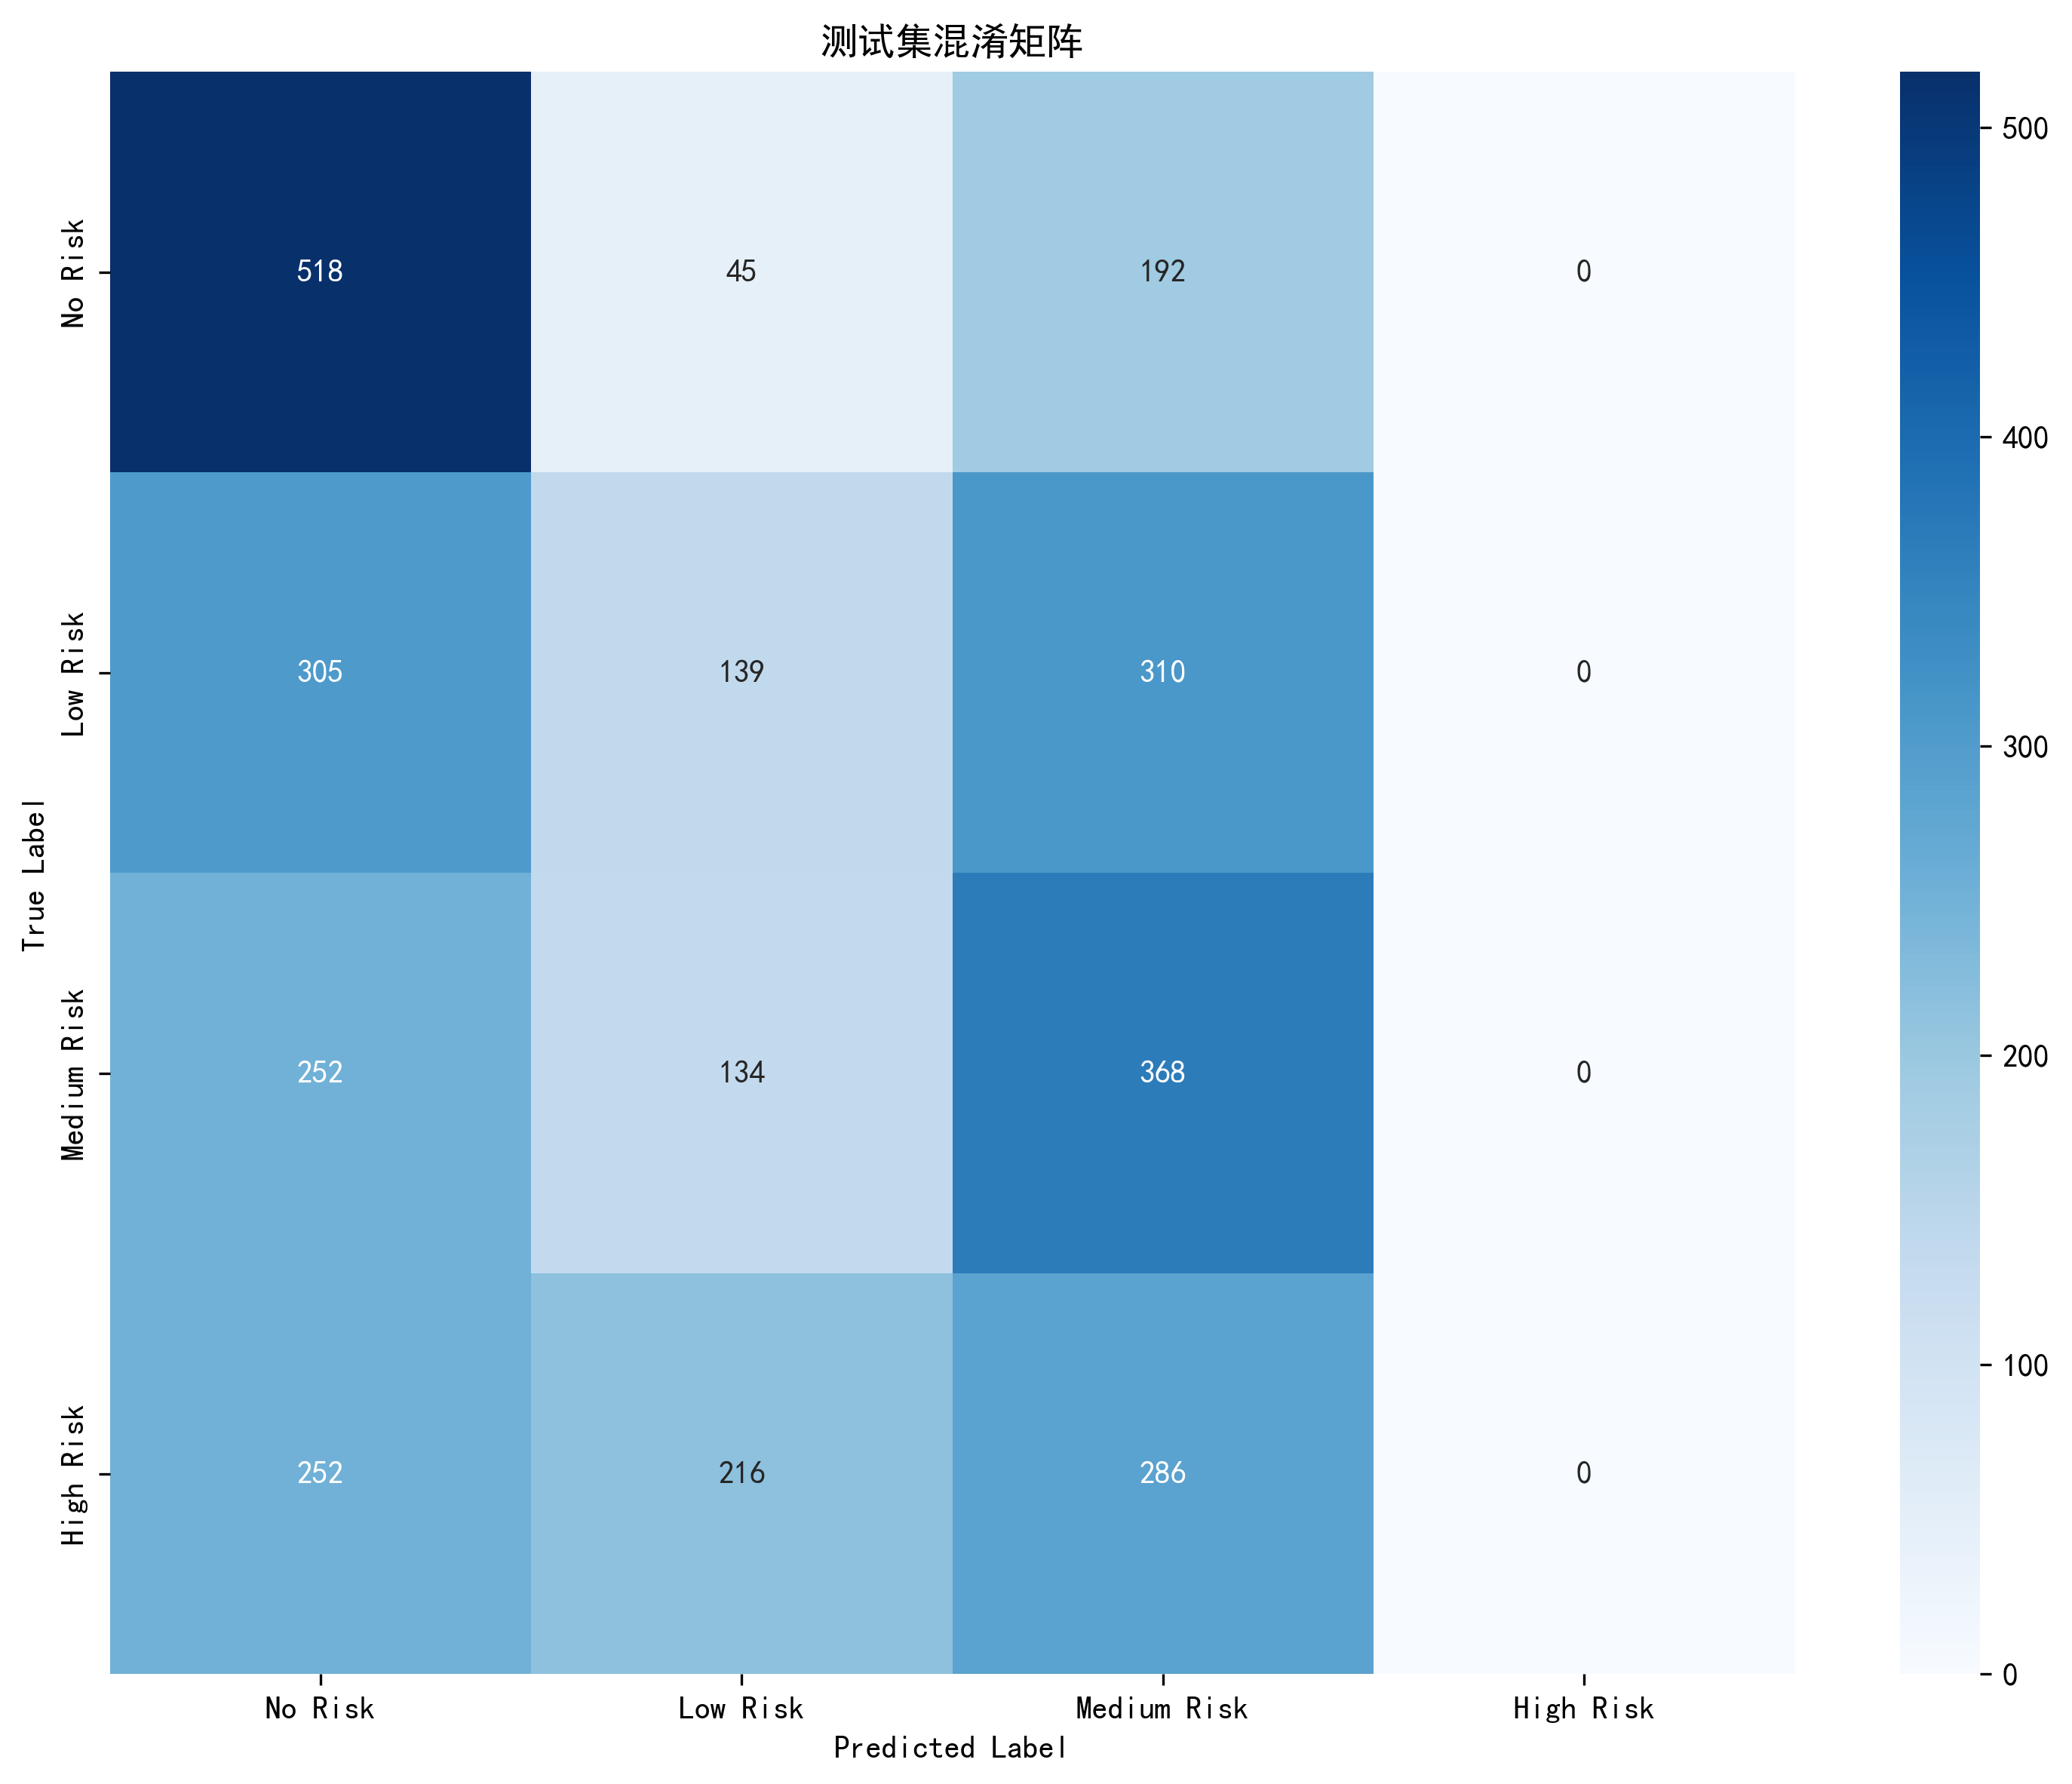 测试集混淆矩阵
True Label
No Risk
518 45 192 0
Low Risk
305 139 310 0
Medium Risk
252 134 368 0
High Risk
252 216 286 0
No Risk Low Risk Medium Risk High Risk
Predicted Label
500
400
300
200
100
0